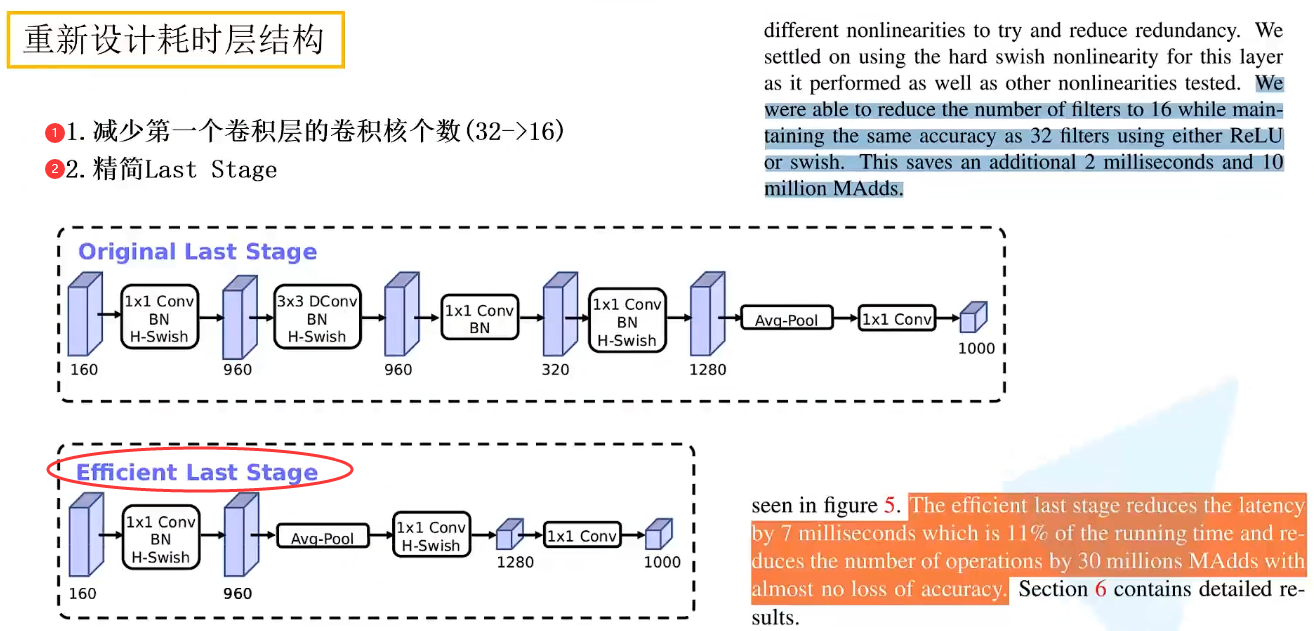 重新设计耗时层结构
different nonlinearities to try and reduce redundancy. We
settled on using the hard swish nonlinearity for this layer
as it performed as well as other nonlinearities tested. We
were able to reduce the number of filters to 16 while main-
taining the same accuracy as 32 filters using either ReLU
or swish. This saves an additional 2 milliseconds and 10
million MAdds.
1 1.减少第一个卷积层的卷积核个数(32->16)
2 2.精简Last Stage
Original Last Stage
1x1 Conv
BN
H-Swish
3x3 DConv
BN
H-Swish
1x1 Conv
BN
1x1 Conv
BN
H-Swish
Avg-Pool
1x1 Conv
160
960
960
320
1280
1000
Efficient Last Stage
1x1 Conv
BN
H-Swish
Avg-Pool
1x1 Conv
H-Swish
1x1 Conv
160
960
1280
1000
seen in figure 5. The efficient last stage reduces the latency
by 7 milliseconds which is 11% of the running time and re-
duces the number of operations by 30 millions MAdds with
almost no loss of accuracy. Section 6 contains detailed re-
sults.